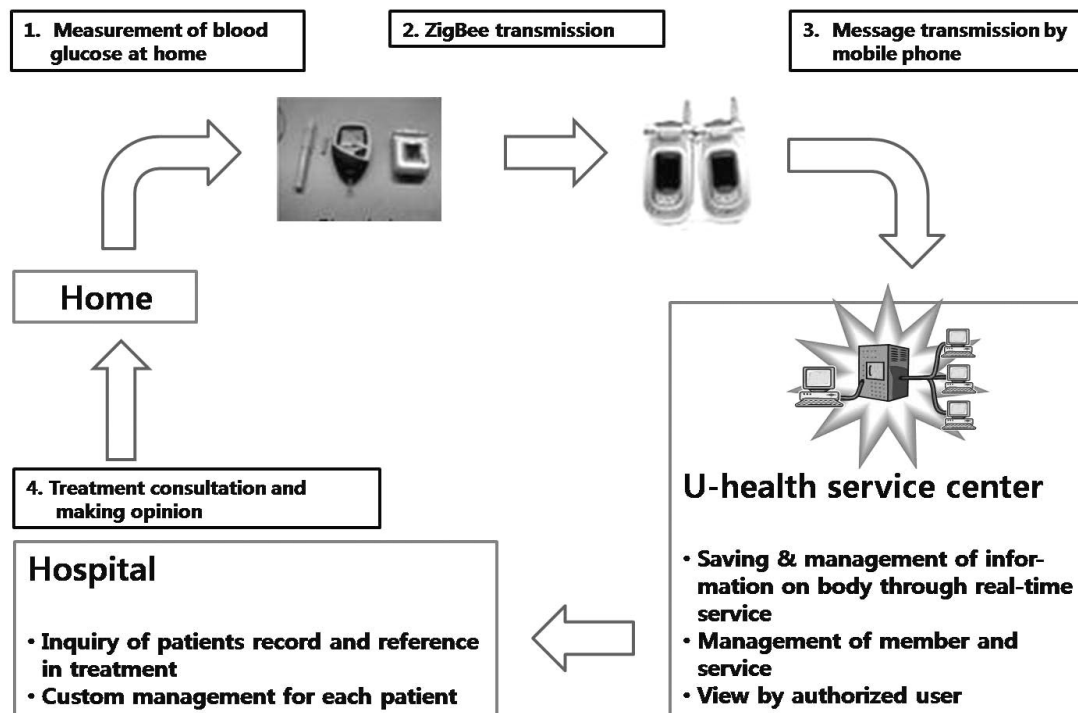 1. Measurement of blood
glucose at home
2. ZigBee transmission
3. Message transmission by
mobile phone
Home
4. Treatment consultation and
making opinion
Hospital
• Inquiry of patients record and reference
in treatment
• Custom management for each patient
U-health service center
• Saving & management of infor-
mation on body through real-time
service
• Management of member and
service
• View by authorized user